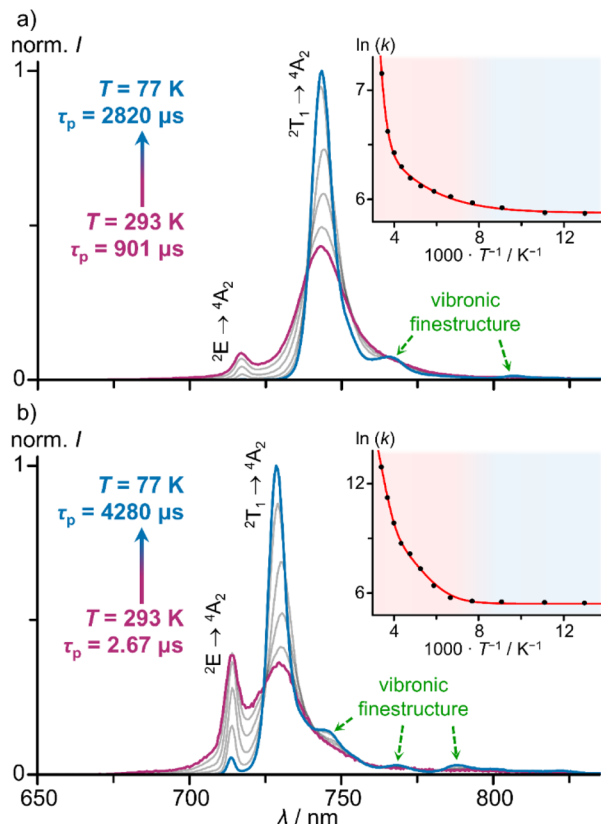 a)
norm. I
1
T = 77 K
τp = 2820 µs
T = 293 K
τp = 901 µs
²E → ⁴A₂
²T₁ → ⁴A₂
ln (k)
7
6
4
8
12
1000 · T⁻¹ / K⁻¹
vibronic
finestructure
0
b)
norm. I
1
T = 77 K
τp = 4280 µs
T = 293 K
τp = 2.67 µs
²E → ⁴A₂
²T₁ → ⁴A₂
ln (k)
12
6
4
8
12
1000 · T⁻¹ / K⁻¹
vibronic
finestructure
0
650
700
750
800
λ / nm